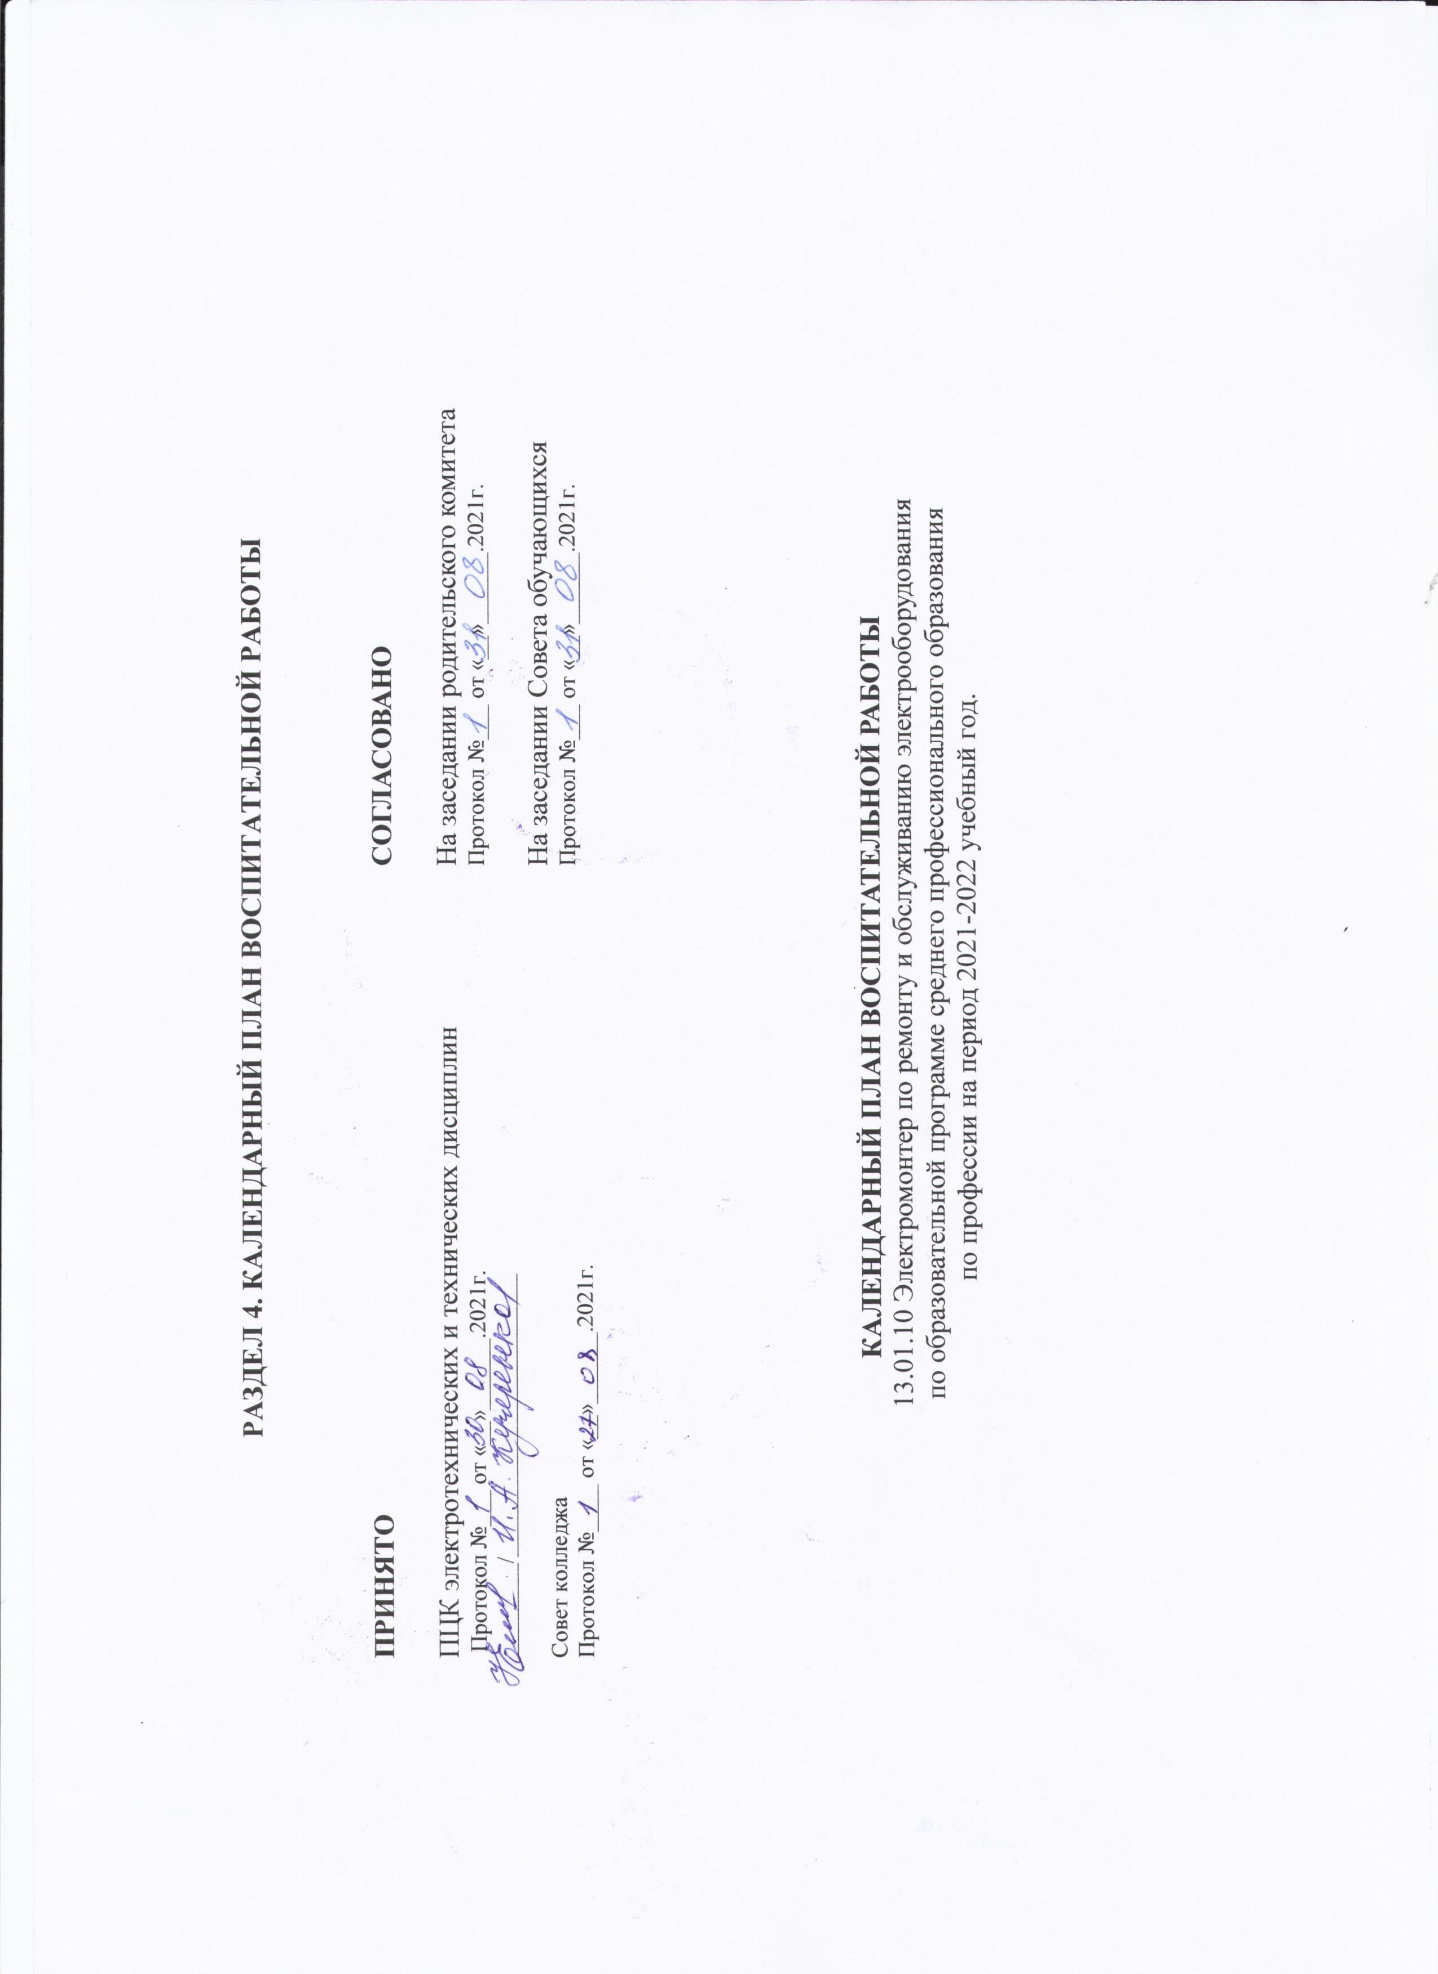 РАЗДЕЛ 4. КАЛЕНДАРНЫЙ ПЛАН ВОСПИТАТЕЛЬНОЙ РАБОТЫ
ПРИНЯТО
ПЦК электротехнических и технических дисциплин
Протокол № 1 от «30» 08 .2021г.
/ И.А.
Совет колледжа
Протокол № 1 от «27» 08 .2021г.
СОГЛАСОВАНО
На заседании родительского комитета
Протокол № 1 от «31» 08 .2021г.
На заседании Совета обучающихся
Протокол № 1 от «31» 08 .2021г.
КАЛЕНДАРНЫЙ ПЛАН ВОСПИТАТЕЛЬНОЙ РАБОТЫ
13.01.10 Электромонтер по ремонту и обслуживанию электрооборудования
по образовательной программе среднего профессионального образования
по профессии на период 2021-2022 учебный год.